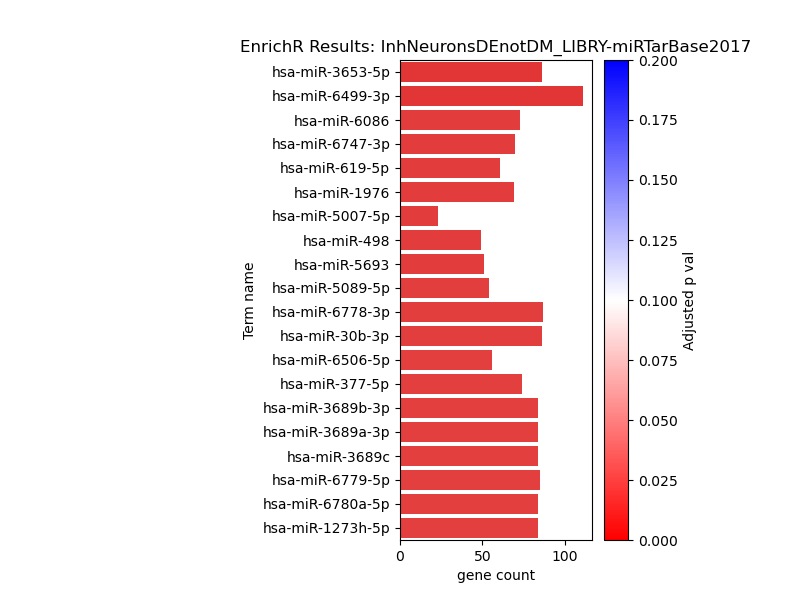 EnrichR Results: InhNeuronsDEnotDM_LIBRY-miRTarBase2017
hsa-miR-3653-5p
hsa-miR-6499-3p
hsa-miR-6086
hsa-miR-6747-3p
hsa-miR-619-5p
hsa-miR-1976
hsa-miR-5007-5p
hsa-miR-498
hsa-miR-5693
hsa-miR-5089-5p
hsa-miR-6778-3p
hsa-miR-30b-3p
hsa-miR-6506-5p
hsa-miR-377-5p
hsa-miR-3689b-3p
hsa-miR-3689a-3p
hsa-miR-3689c
hsa-miR-6779-5p
hsa-miR-6780a-5p
hsa-miR-1273h-5p
Term name
0 50 100
gene count
0.200
0.175
0.150
0.125
0.100
0.075
0.050
0.025
0.000
Adjusted p val